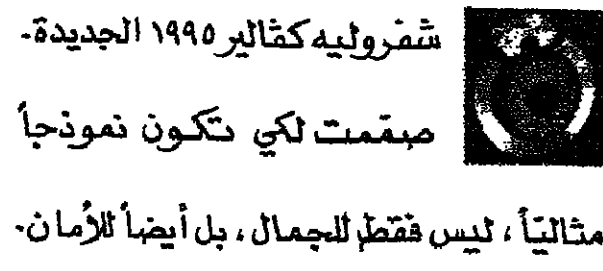 شفروليه كفالير ١٩٩٥ الجديدة.
صممت لكي تكون نموذجاً
مثالياً، ليس فقط للجمال، بل أيضاً للأمان.